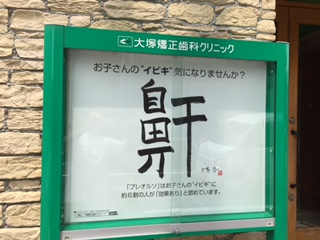 大塚矯正歯科クリニック
お子さんの"イビキ"気になりませんか?
鼾
「プレオルソ」はお子さんの"イビキ"に
約6割の人が「効果あり」と認めています。